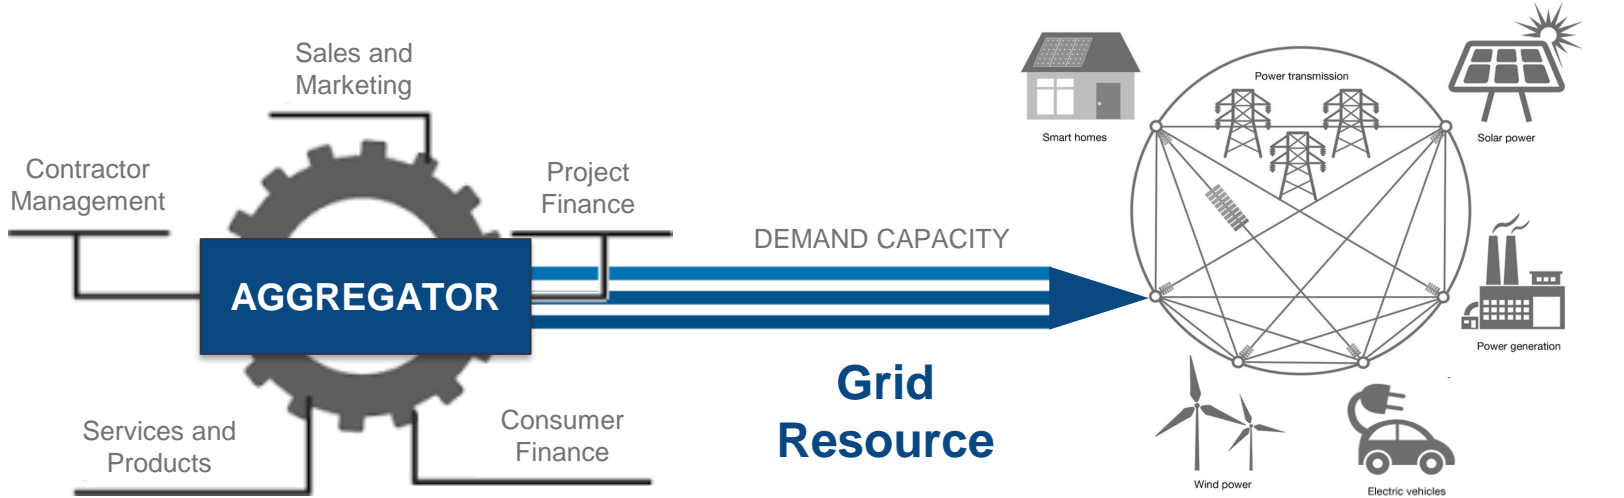 Sales and
Marketing
Contractor
Management
Project
Finance
AGGREGATOR
Services and
Products
Consumer
Finance
DEMAND CAPACITY
Grid
Resource
Power transmission
Smart homes
Solar power
Power generation
Wind power
Electric vehicles